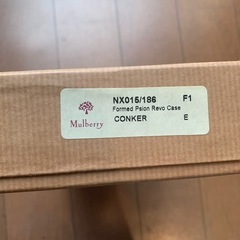 Mulberry
NX015/186 F1
Formed Psion Revo Case
CONKER E